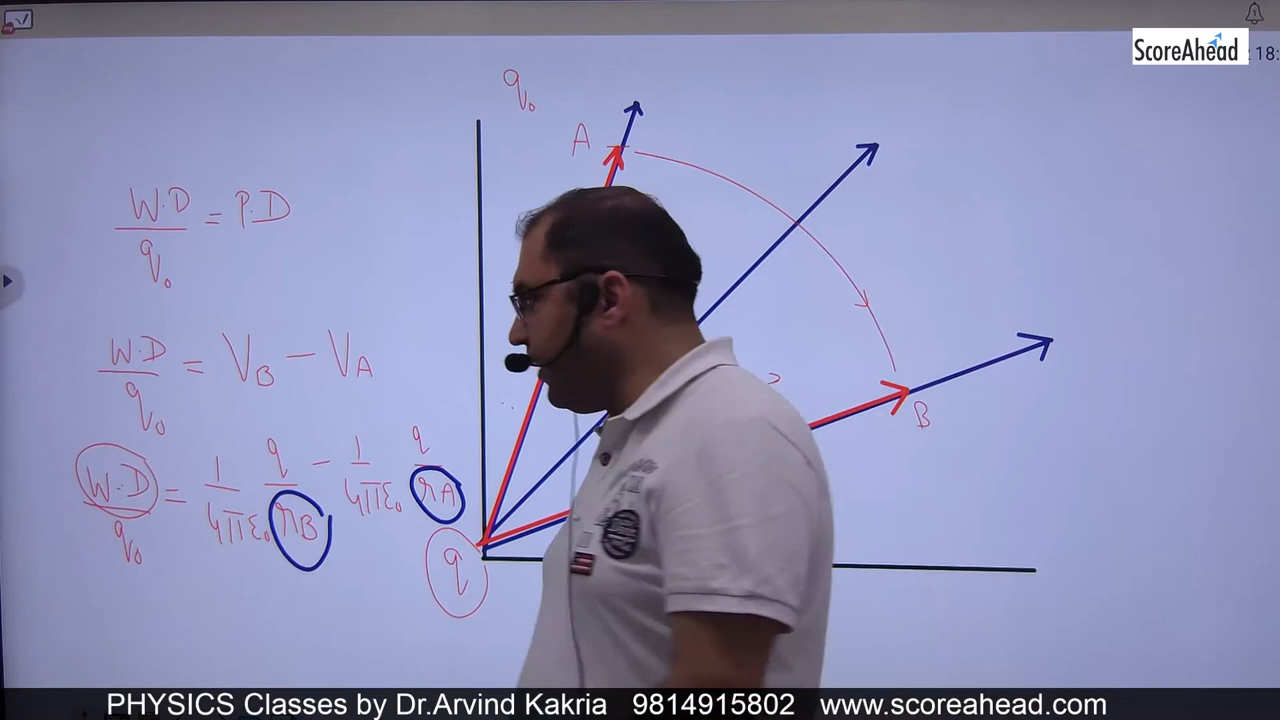 ScoreAhead
18:
q₀
A
W.D/q₀ = P.D
W.D/q₀ = V_B − V_A
W.D/q₀ = 1/4πε₀ q/r_B − 1/4πε₀ q/r_A
B
q
PHYSICS Classes by Dr.Arvind Kakria 9814915802 www.scoreahead.com